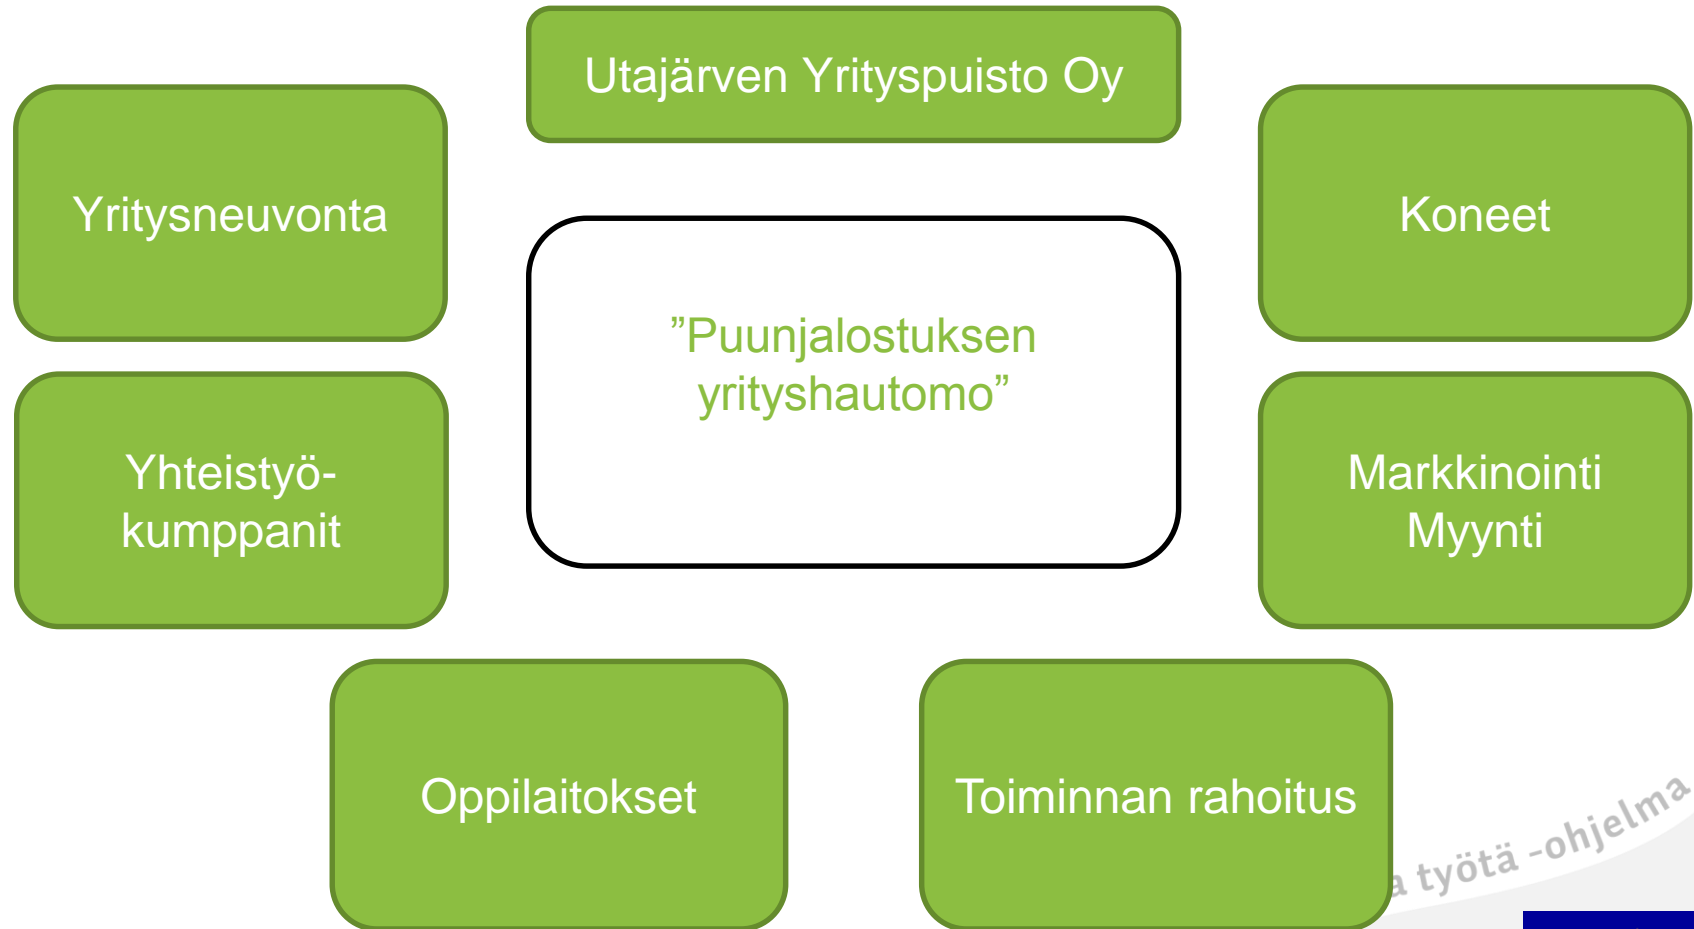 Utajärven Yrityspuisto Oy
Yritysneuvonta
Koneet
”Puunjalostuksen
yrityshautomo”
Yhteistyö-
kumppanit
Markkinointi
Myynti
Oppilaitokset
Toiminnan rahoitus
a työtä -ohjelma